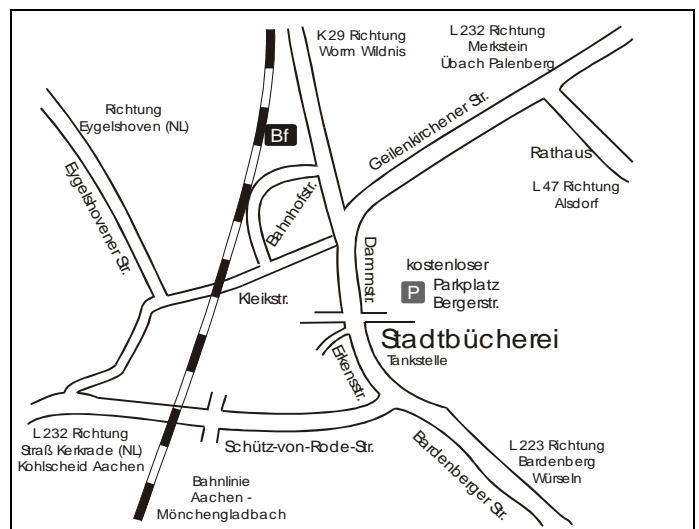 K 29 Richtung
Worm Wildnis
L 232 Richtung
Merkstein
Übach Palenberg
Richtung
Eygelshoven (NL)
Bf
Geilenkirchener Str.
Rathaus
L 47 Richtung
Alsdorf
Eygelshovener Str.
Bahnhofstr.
Dammstr.
kostenloser
P Parkplatz
Bergerstr.
Kleikstr.
Stadtbücherei
Tankstelle
Erkensstr.
L 232 Richtung
Straß Kerkrade (NL)
Kohlscheid Aachen
Schütz-von-Rode-Str.
Bardenberger Str.
L 223 Richtung
Bardenberg
Würseln
Bahnlinie
Aachen -
Mönchengladbach